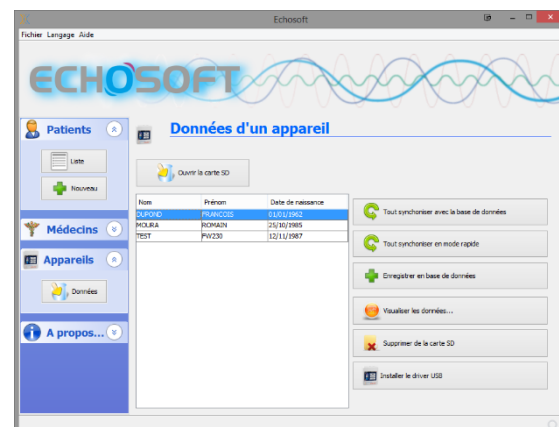 Echosoft
Fichier Langage Aide
ECHOSOFT
Patients
Liste
Nouveau
Médecins
Appareils
Données
A propos...
Données d'un appareil
Ouvrir la carte SD
Nom Prénom Date de naissance
DUPOND FRANCOIS 01/01/1962
MOURA ROMAIN 25/10/1985
TEST FW230 12/11/1987
Tout synchoniser avec la base de données
Tout synchoniser en mode rapide
Enregistrer en base de données
Visualiser les données...
Supprimer de la carte SD
Installer le driver USB